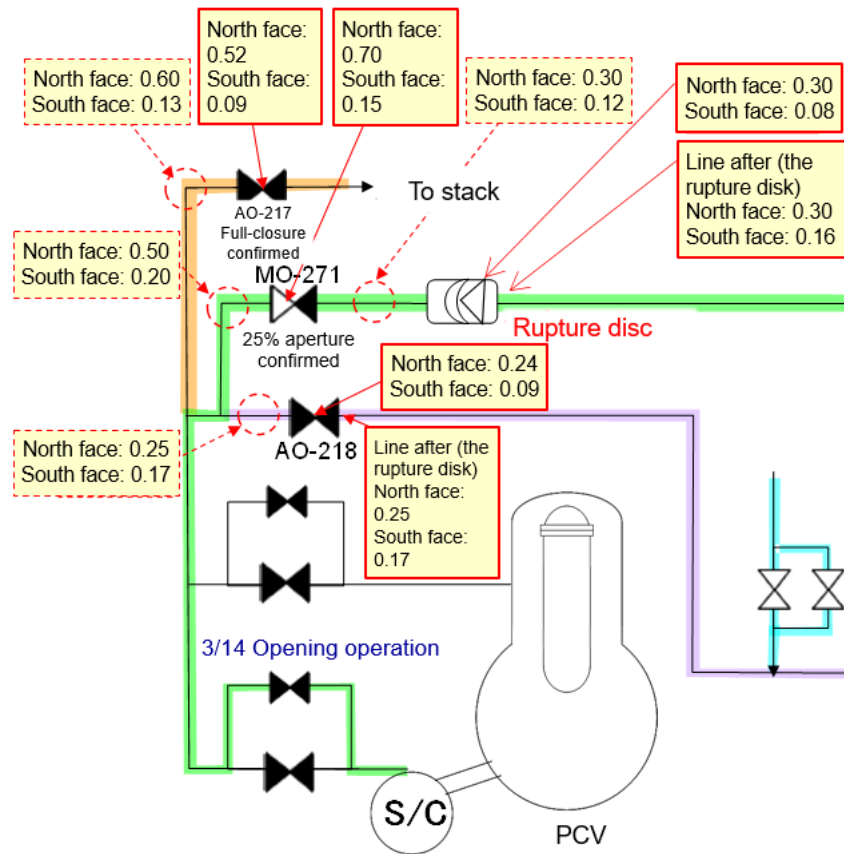 North face:
0.52
South face:
0.09
North face:
0.70
South face:
0.15
North face: 0.60
South face: 0.13
North face: 0.30
South face: 0.12
North face: 0.30
South face: 0.08
Line after (the
rupture disk)
North face: 0.30
South face: 0.16
To stack
AO-217
Full-closure
confirmed
North face: 0.50
South face: 0.20
MO-271
Rupture disc
25% aperture
confirmed
North face: 0.24
South face: 0.09
North face: 0.25
South face: 0.17
AO-218
Line after (the
rupture disk)
North face:
0.25
South face:
0.17
3/14 Opening operation
S/C
PCV